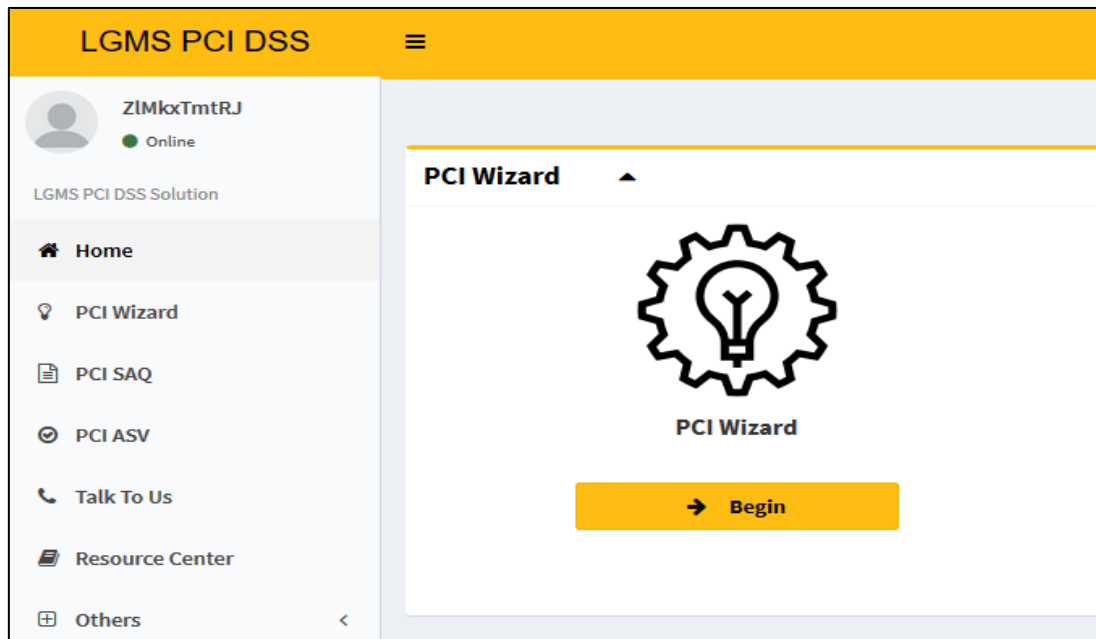 LGMS PCI DSS
ZlMkxTmtRJ
Online
LGMS PCI DSS Solution
Home
PCI Wizard
PCI SAQ
PCI ASV
Talk To Us
Resource Center
Others
PCI Wizard
PCI Wizard
Begin